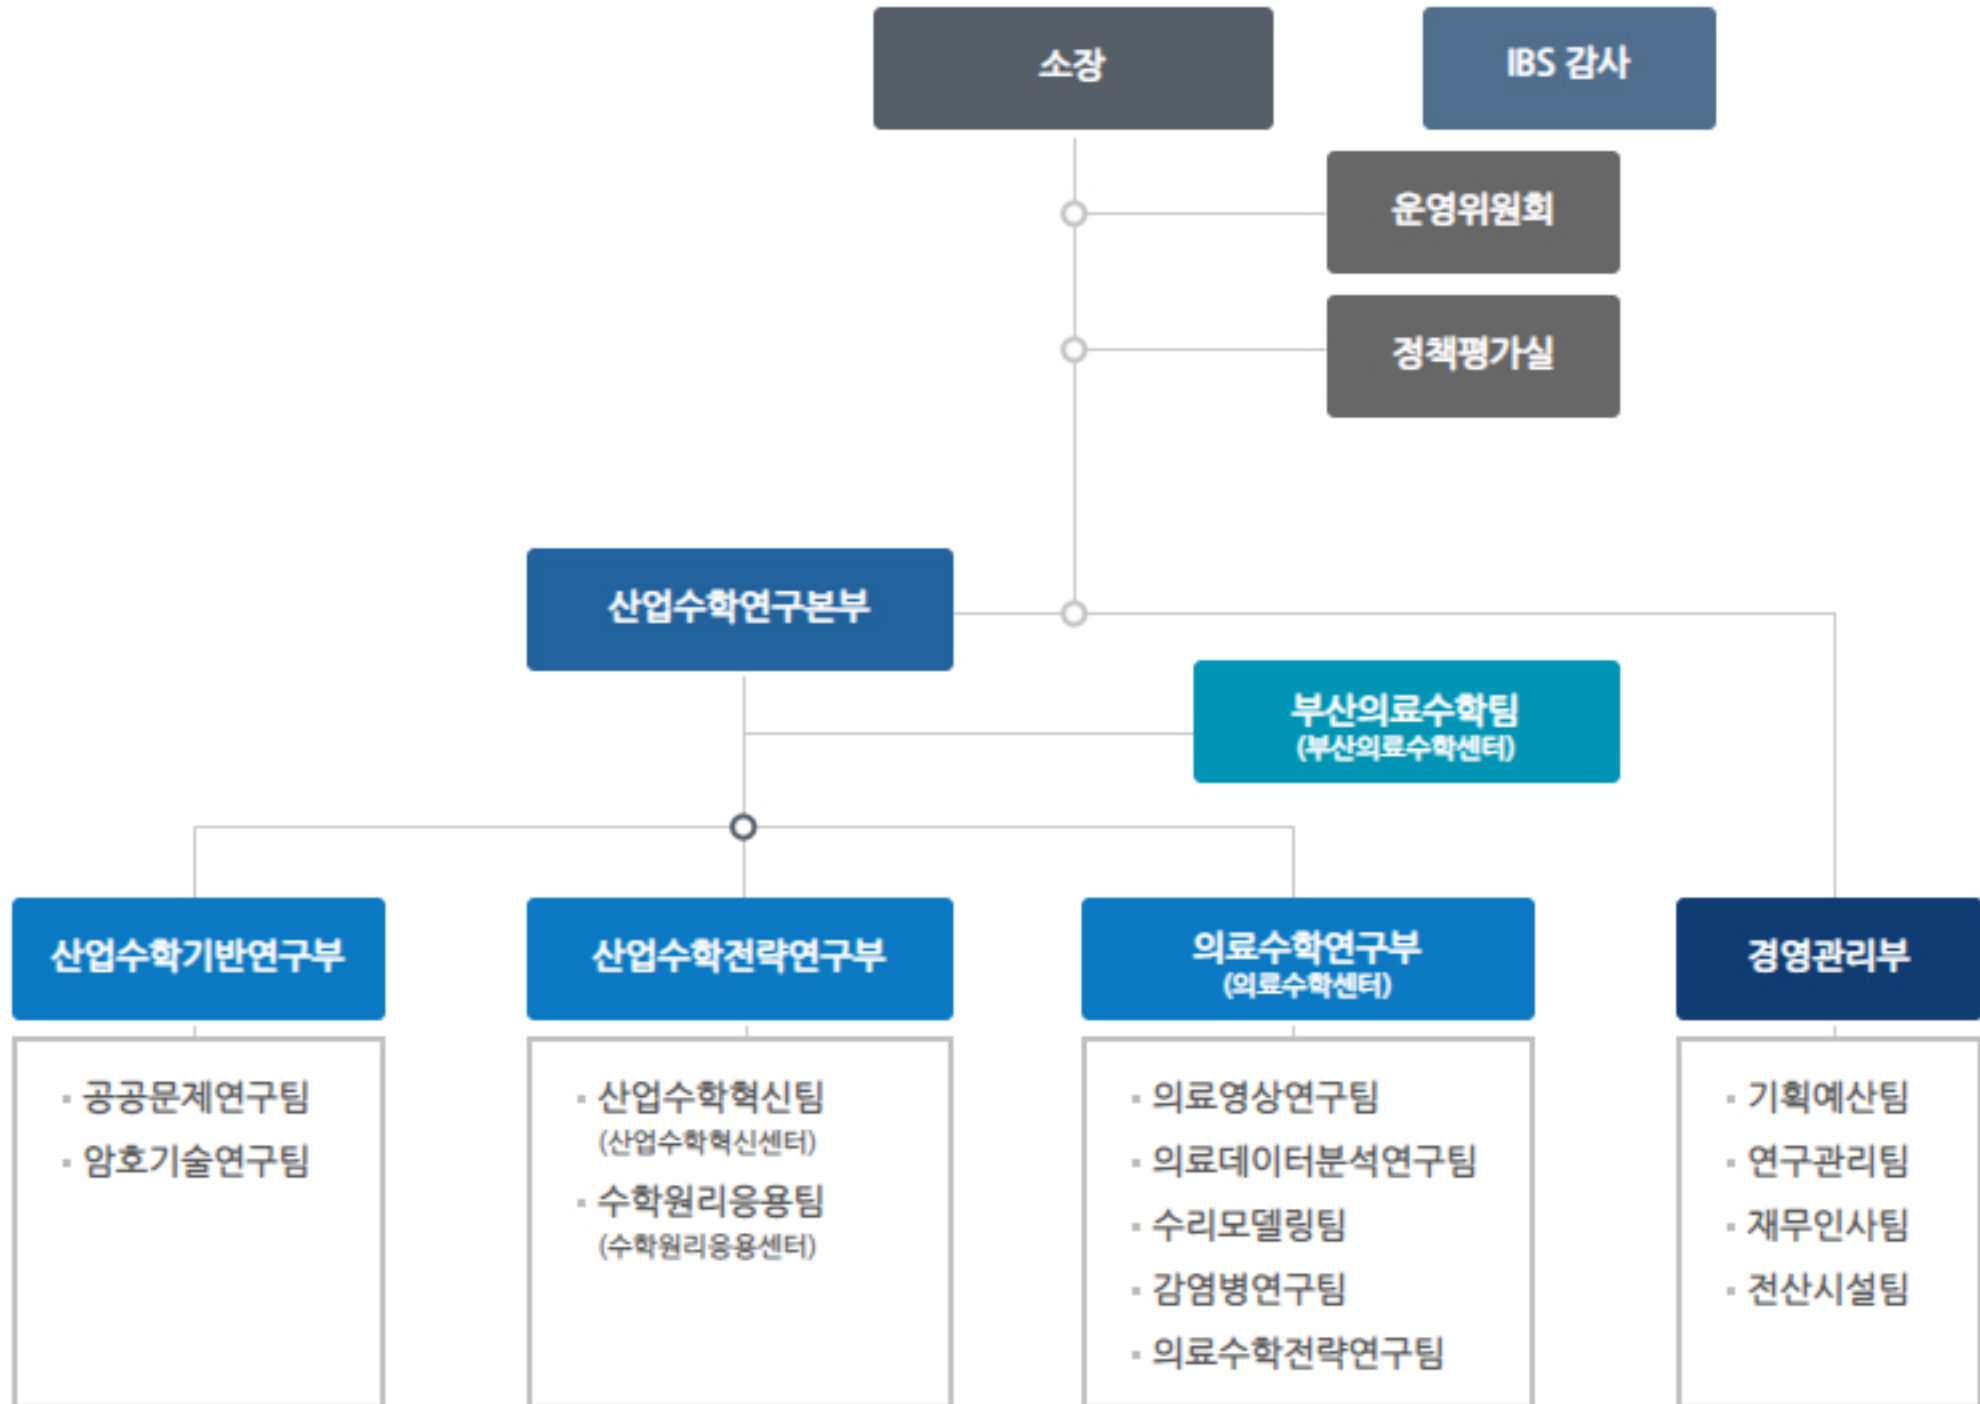 소장
IBS 감사
운영위원회
정책평가실
산업수학연구본부
부산의료수학팀
(부산의료수학센터)
산업수학기반연구부
공공문제연구팀
암호기술연구팀
산업수학전략연구부
산업수학혁신팀
(산업수학혁신센터)
수학원리응용팀
(수학원리응용센터)
의료수학연구부
(의료수학센터)
의료영상연구팀
의료데이터분석연구팀
수리모델링팀
감염병연구팀
의료수학전략연구팀
경영관리부
기획예산팀
연구관리팀
재무인사팀
전산시설팀